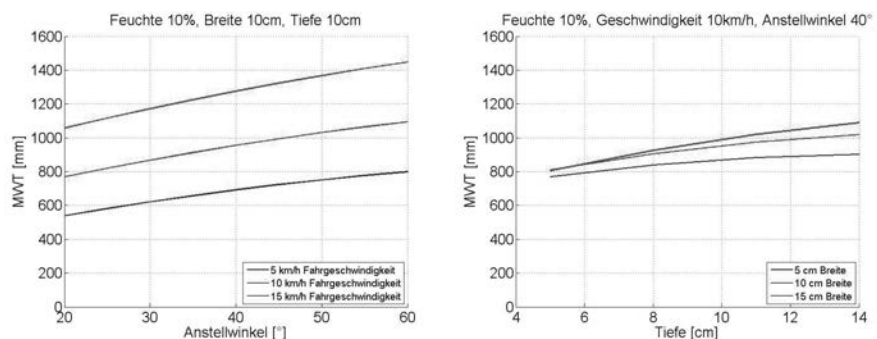 Feuchte 10%, Breite 10cm, Tiefe 10cm
1600
1400
1200
1000
800
600
400
200
0
MWT [mm]
20 30 40 50 60
Anstellwinkel [°]
5 km/h Fahrgeschwindigkeit
10 km/h Fahrgeschwindigkeit
15 km/h Fahrgeschwindigkeit
Feuchte 10%, Geschwindigkeit 10km/h, Anstellwinkel 40°
1600
1400
1200
1000
800
600
400
200
0
MWT [mm]
4 6 8 10 12 14
Tiefe [cm]
5 cm Breite
10 cm Breite
15 cm Breite